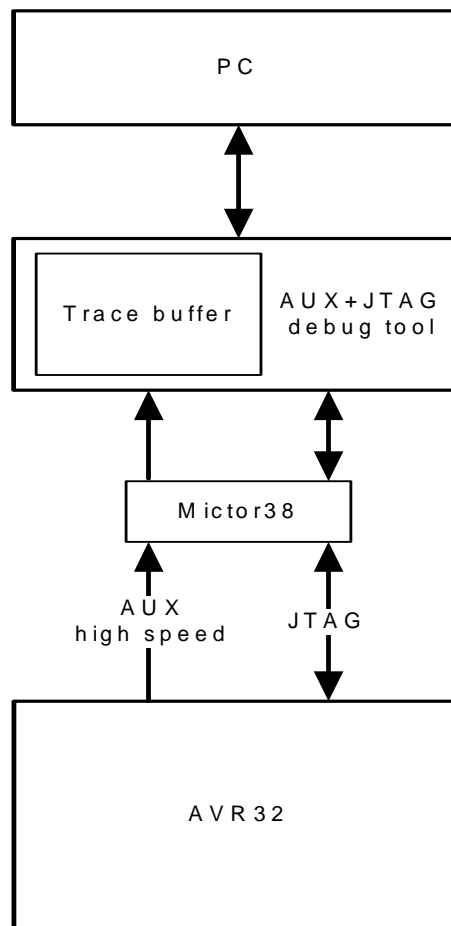 PC
Trace buffer
AUX+JTAG
debug tool
Mictor38
AUX
high speed
JTAG
AVR32